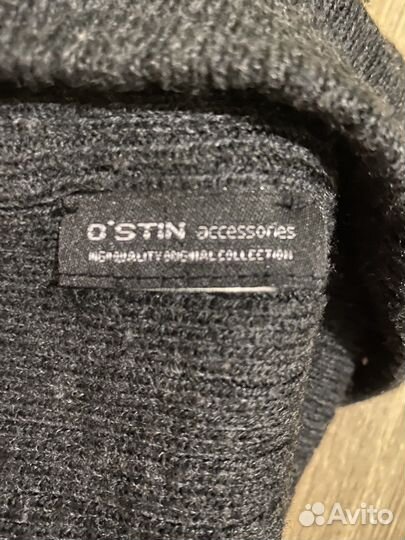 O'STIN accessories
HIGH QUALITY ORIGINAL COLLECTION
Avito